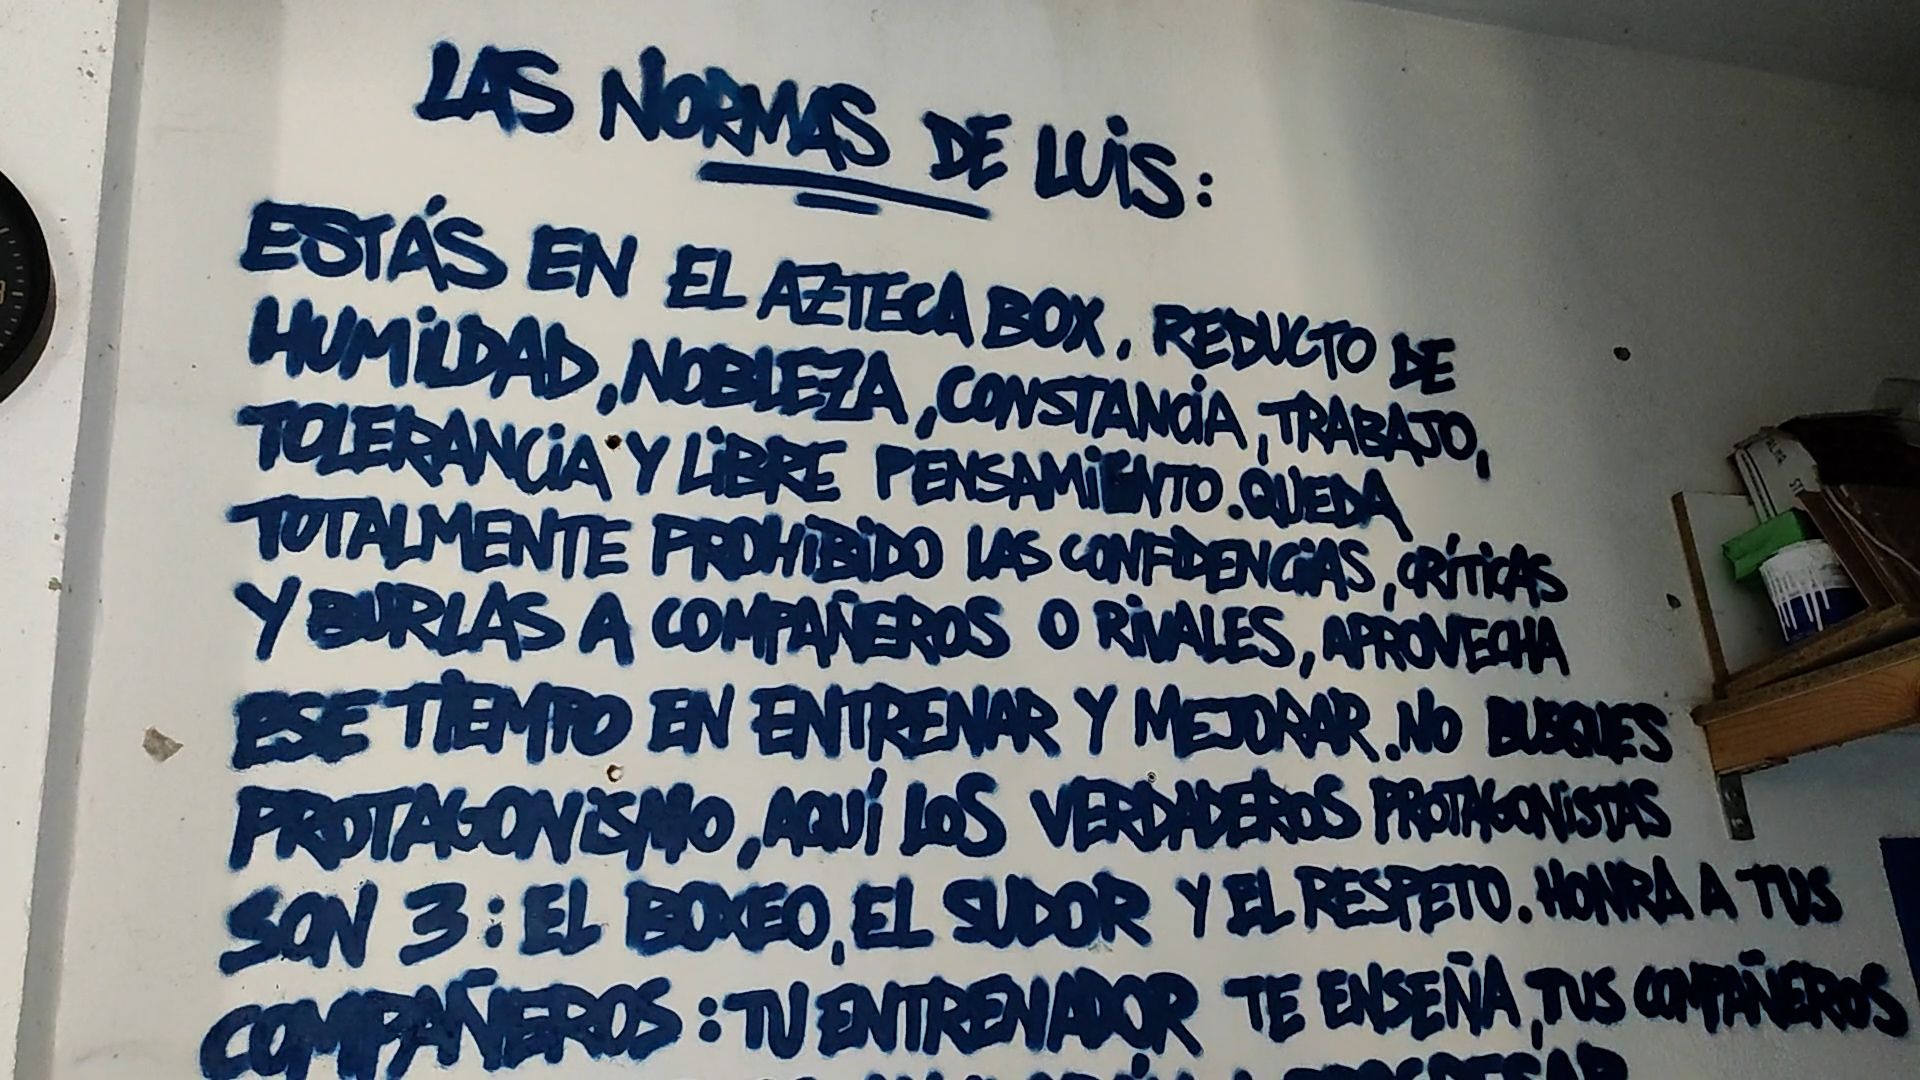 LAS NORMAS DE LUIS:
ESTÁS EN EL AZTECA BOX, REDUCTO DE
HUMILDAD, NOBLEZA, CONSTANCIA, TRABAJO,
TOLERANCIA Y LIBRE PENSAMIENTO. QUEDA
TOTALMENTE PROHIBIDO LAS CONFIDENCIAS, CRÍTICAS
Y BURLAS A COMPAÑEROS O RIVALES, APROVECHA
ESE TIEMPO EN ENTRENAR Y MEJORAR. NO BUSQUES
PROTAGONISMO, AQUÍ LOS VERDADEROS PROTAGONISTAS
SON 3: EL BOXEO, EL SUDOR Y EL RESPETO. HONRA A TUS
COMPAÑEROS: TU ENTRENADOR TE ENSEÑA, TUS COMPAÑEROS